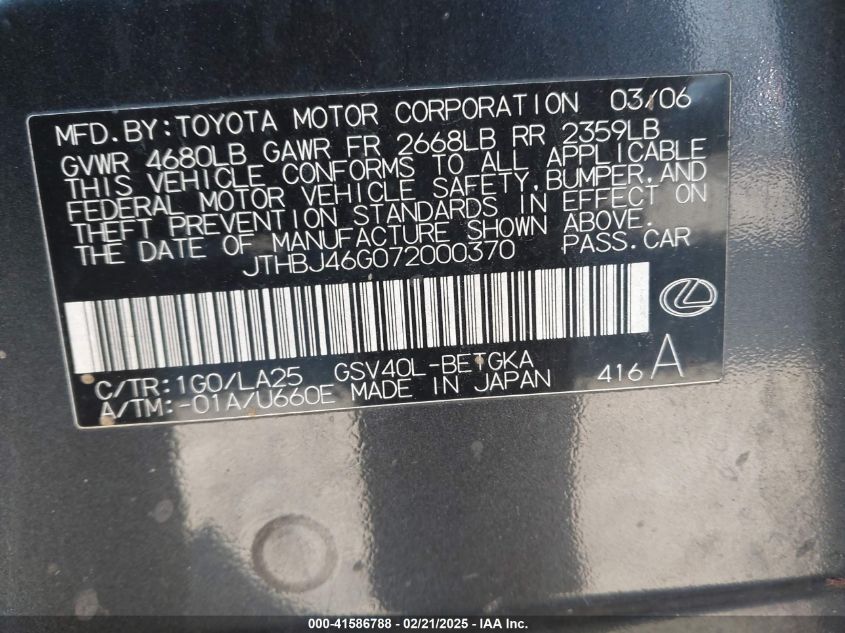 MFD.BY:TOYOTA MOTOR CORPORATION 03/06
GVWR 4680LB GAWR FR 2668LB RR 2359LB
THIS VEHICLE CONFORMS TO ALL APPLICABLE
FEDERAL MOTOR VEHICLE SAFETY,BUMPER,AND
THEFT PREVENTION STANDARDS IN EFFECT ON
THE DATE OF MANUFACTURE SHOWN ABOVE.
JTHBJ46G072000370 PASS.CAR
C/TR:1G0/LA25 GSV40L-BETGKA
A/TM:-01A/U660E MADE IN JAPAN 416 A
000-41586788 - 02/21/2025 - IAA Inc.